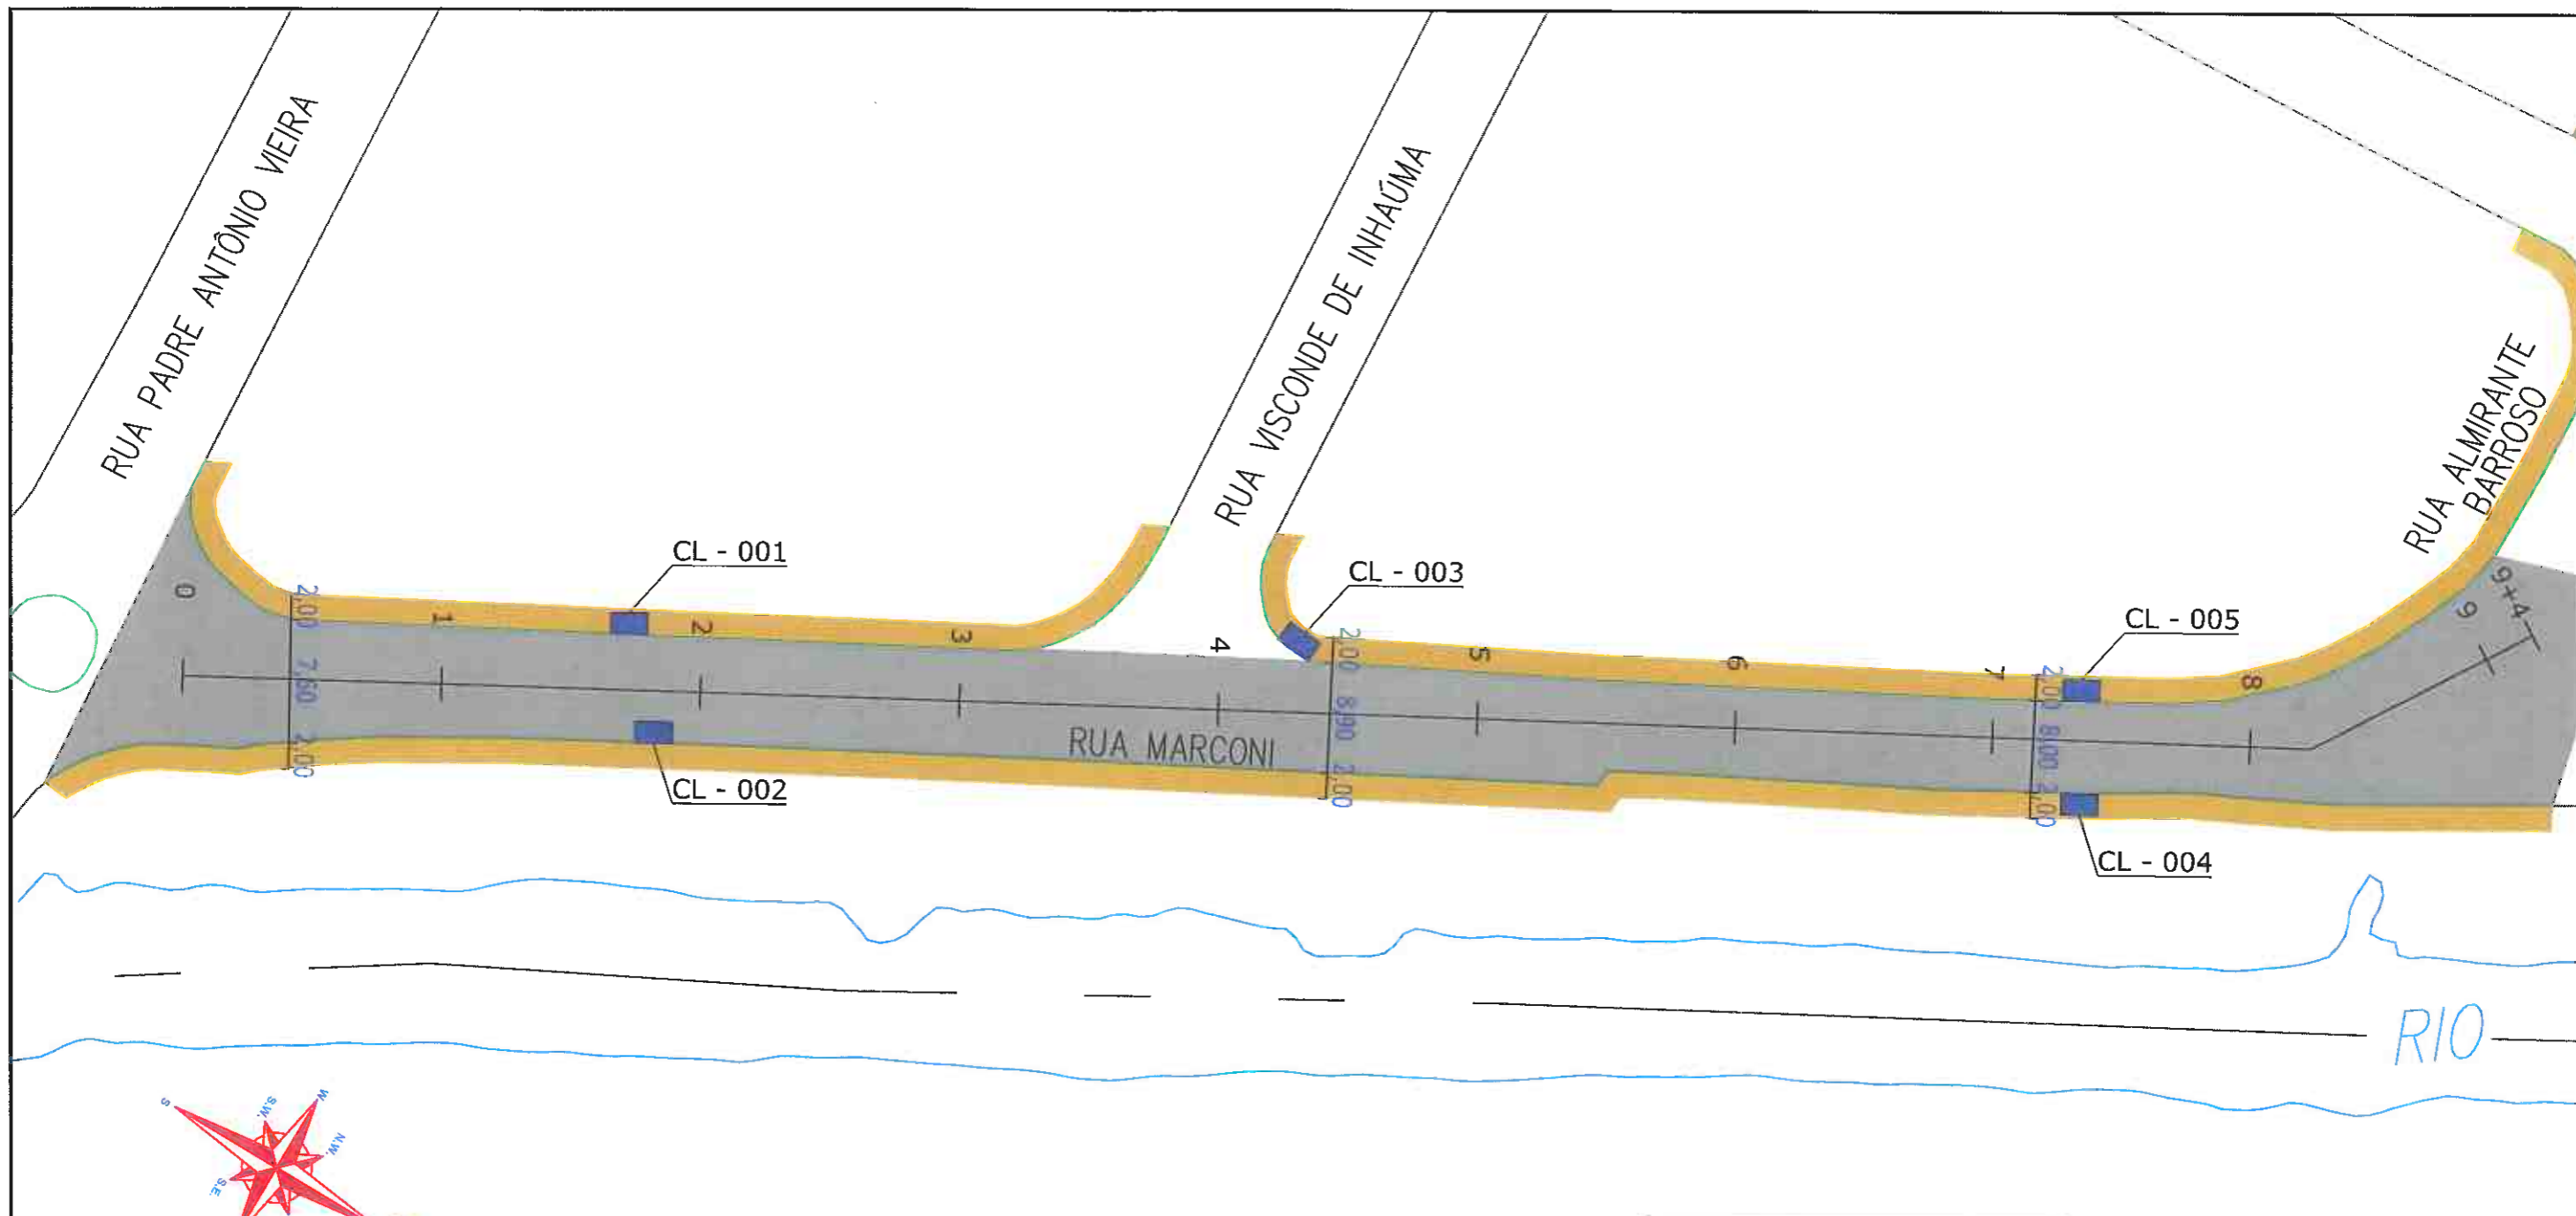 RUA PADRE ANTÔNIO VIEIRA
RUA VISCONDE DE INHAÚMA
RUA ALMIRANTE
BARROSO
CL - 001
CL - 003
CL - 005
0
1
2
3
4
5
6
7
8
9
9+4
2,00
7,60
2,00
2,00
8,90
2,00
2,00
8,00
2,00
RUA MARCONI
CL - 002
CL - 004
RIO
S
S.W.
W
N.W.
S.E.